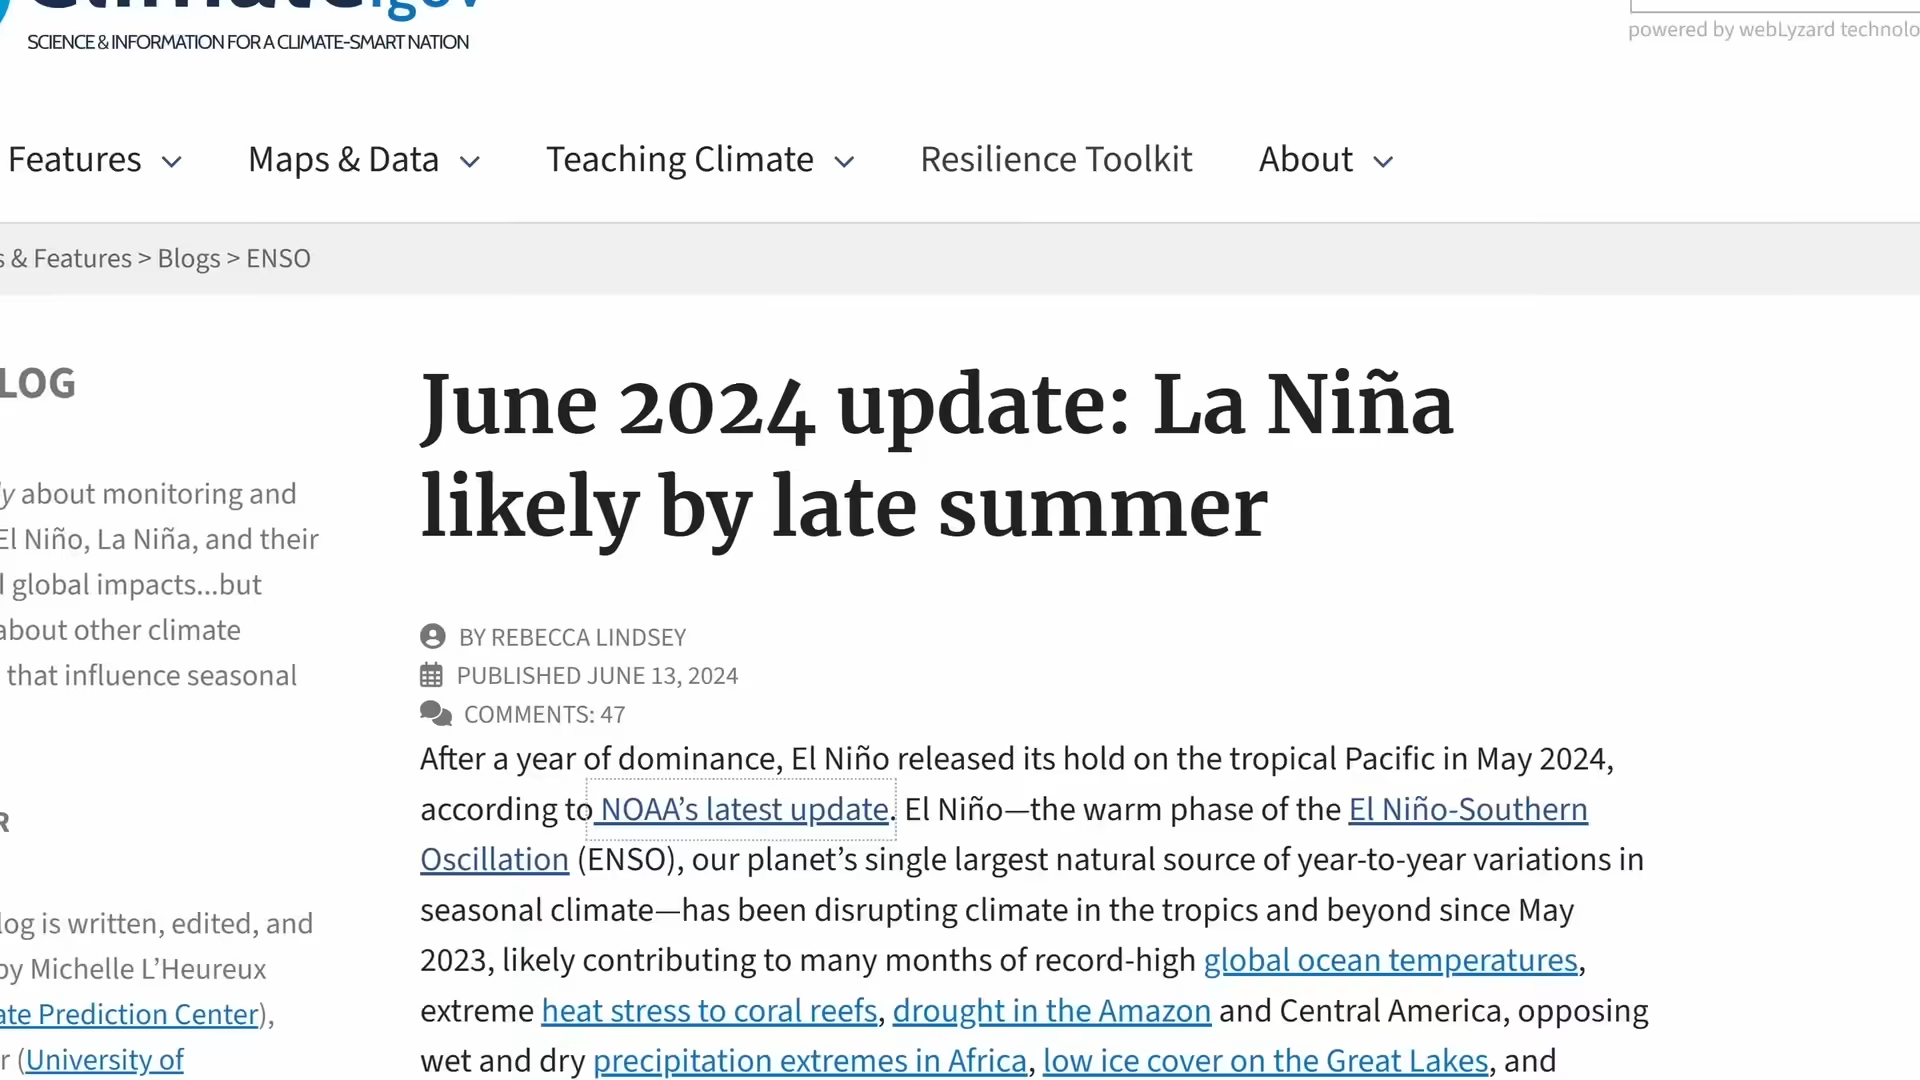 Climate.gov
SCIENCE & INFORMATION FOR A CLIMATE-SMART NATION
powered by webLyzard technolo
Features
Maps & Data
Teaching Climate
Resilience Toolkit
About
s & Features > Blogs > ENSO
LOG
ly about monitoring and
El Niño, La Niña, and their
l global impacts...but
about other climate
that influence seasonal
R
log is written, edited, and
by Michelle L’Heureux
ate Prediction Center),
r (University of
June 2024 update: La Niña
likely by late summer
BY REBECCA LINDSEY
PUBLISHED JUNE 13, 2024
COMMENTS: 47
After a year of dominance, El Niño released its hold on the tropical Pacific in May 2024,
according to NOAA’s latest update. El Niño—the warm phase of the El Niño-Southern
Oscillation (ENSO), our planet’s single largest natural source of year-to-year variations in
seasonal climate—has been disrupting climate in the tropics and beyond since May
2023, likely contributing to many months of record-high global ocean temperatures,
extreme heat stress to coral reefs, drought in the Amazon and Central America, opposing
wet and dry precipitation extremes in Africa, low ice cover on the Great Lakes, and